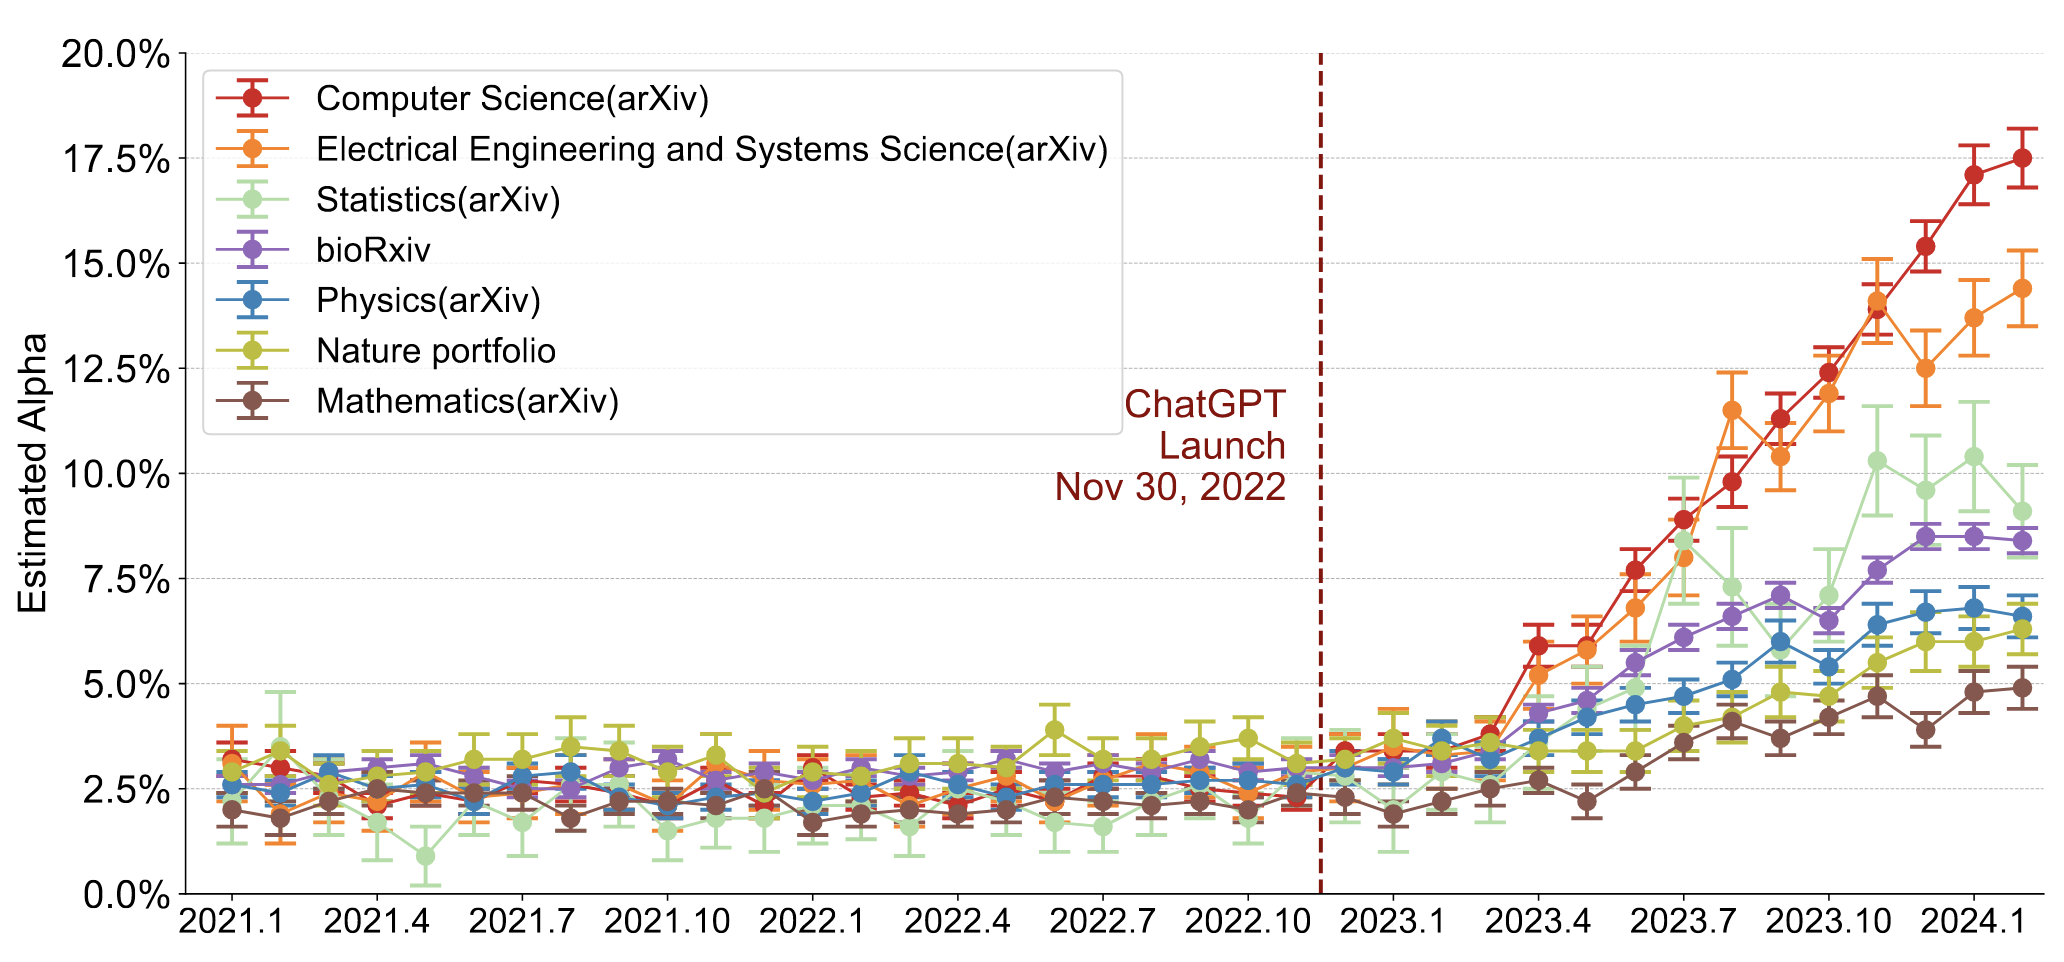 20.0%
17.5%
15.0%
12.5%
10.0%
7.5%
5.0%
2.5%
0.0%
Estimated Alpha
Computer Science(arXiv)
Electrical Engineering and Systems Science(arXiv)
Statistics(arXiv)
bioRxiv
Physics(arXiv)
Nature portfolio
Mathematics(arXiv)
ChatGPT
Launch
Nov 30, 2022
2021.1 2021.4 2021.7 2021.10 2022.1 2022.4 2022.7 2022.10 2023.1 2023.4 2023.7 2023.10 2024.1